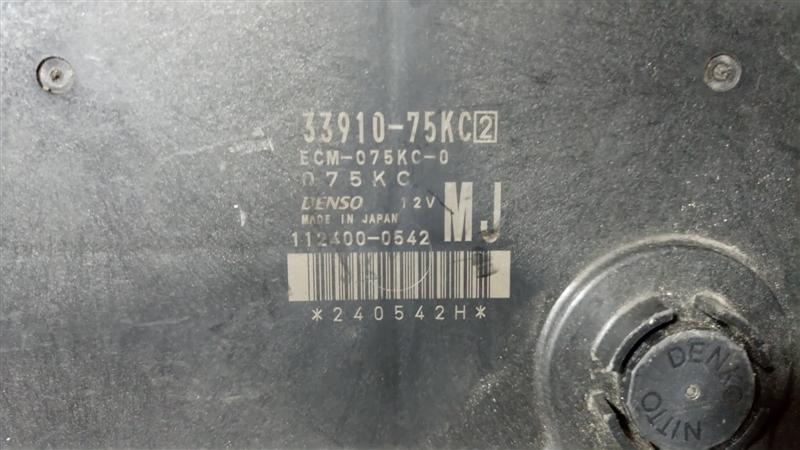 33910-75KC2
ECM-075KC-0
075KC
DENSO 12V
MADE IN JAPAN
MJ
112400-0542
*240542H*
NITTO DENKO